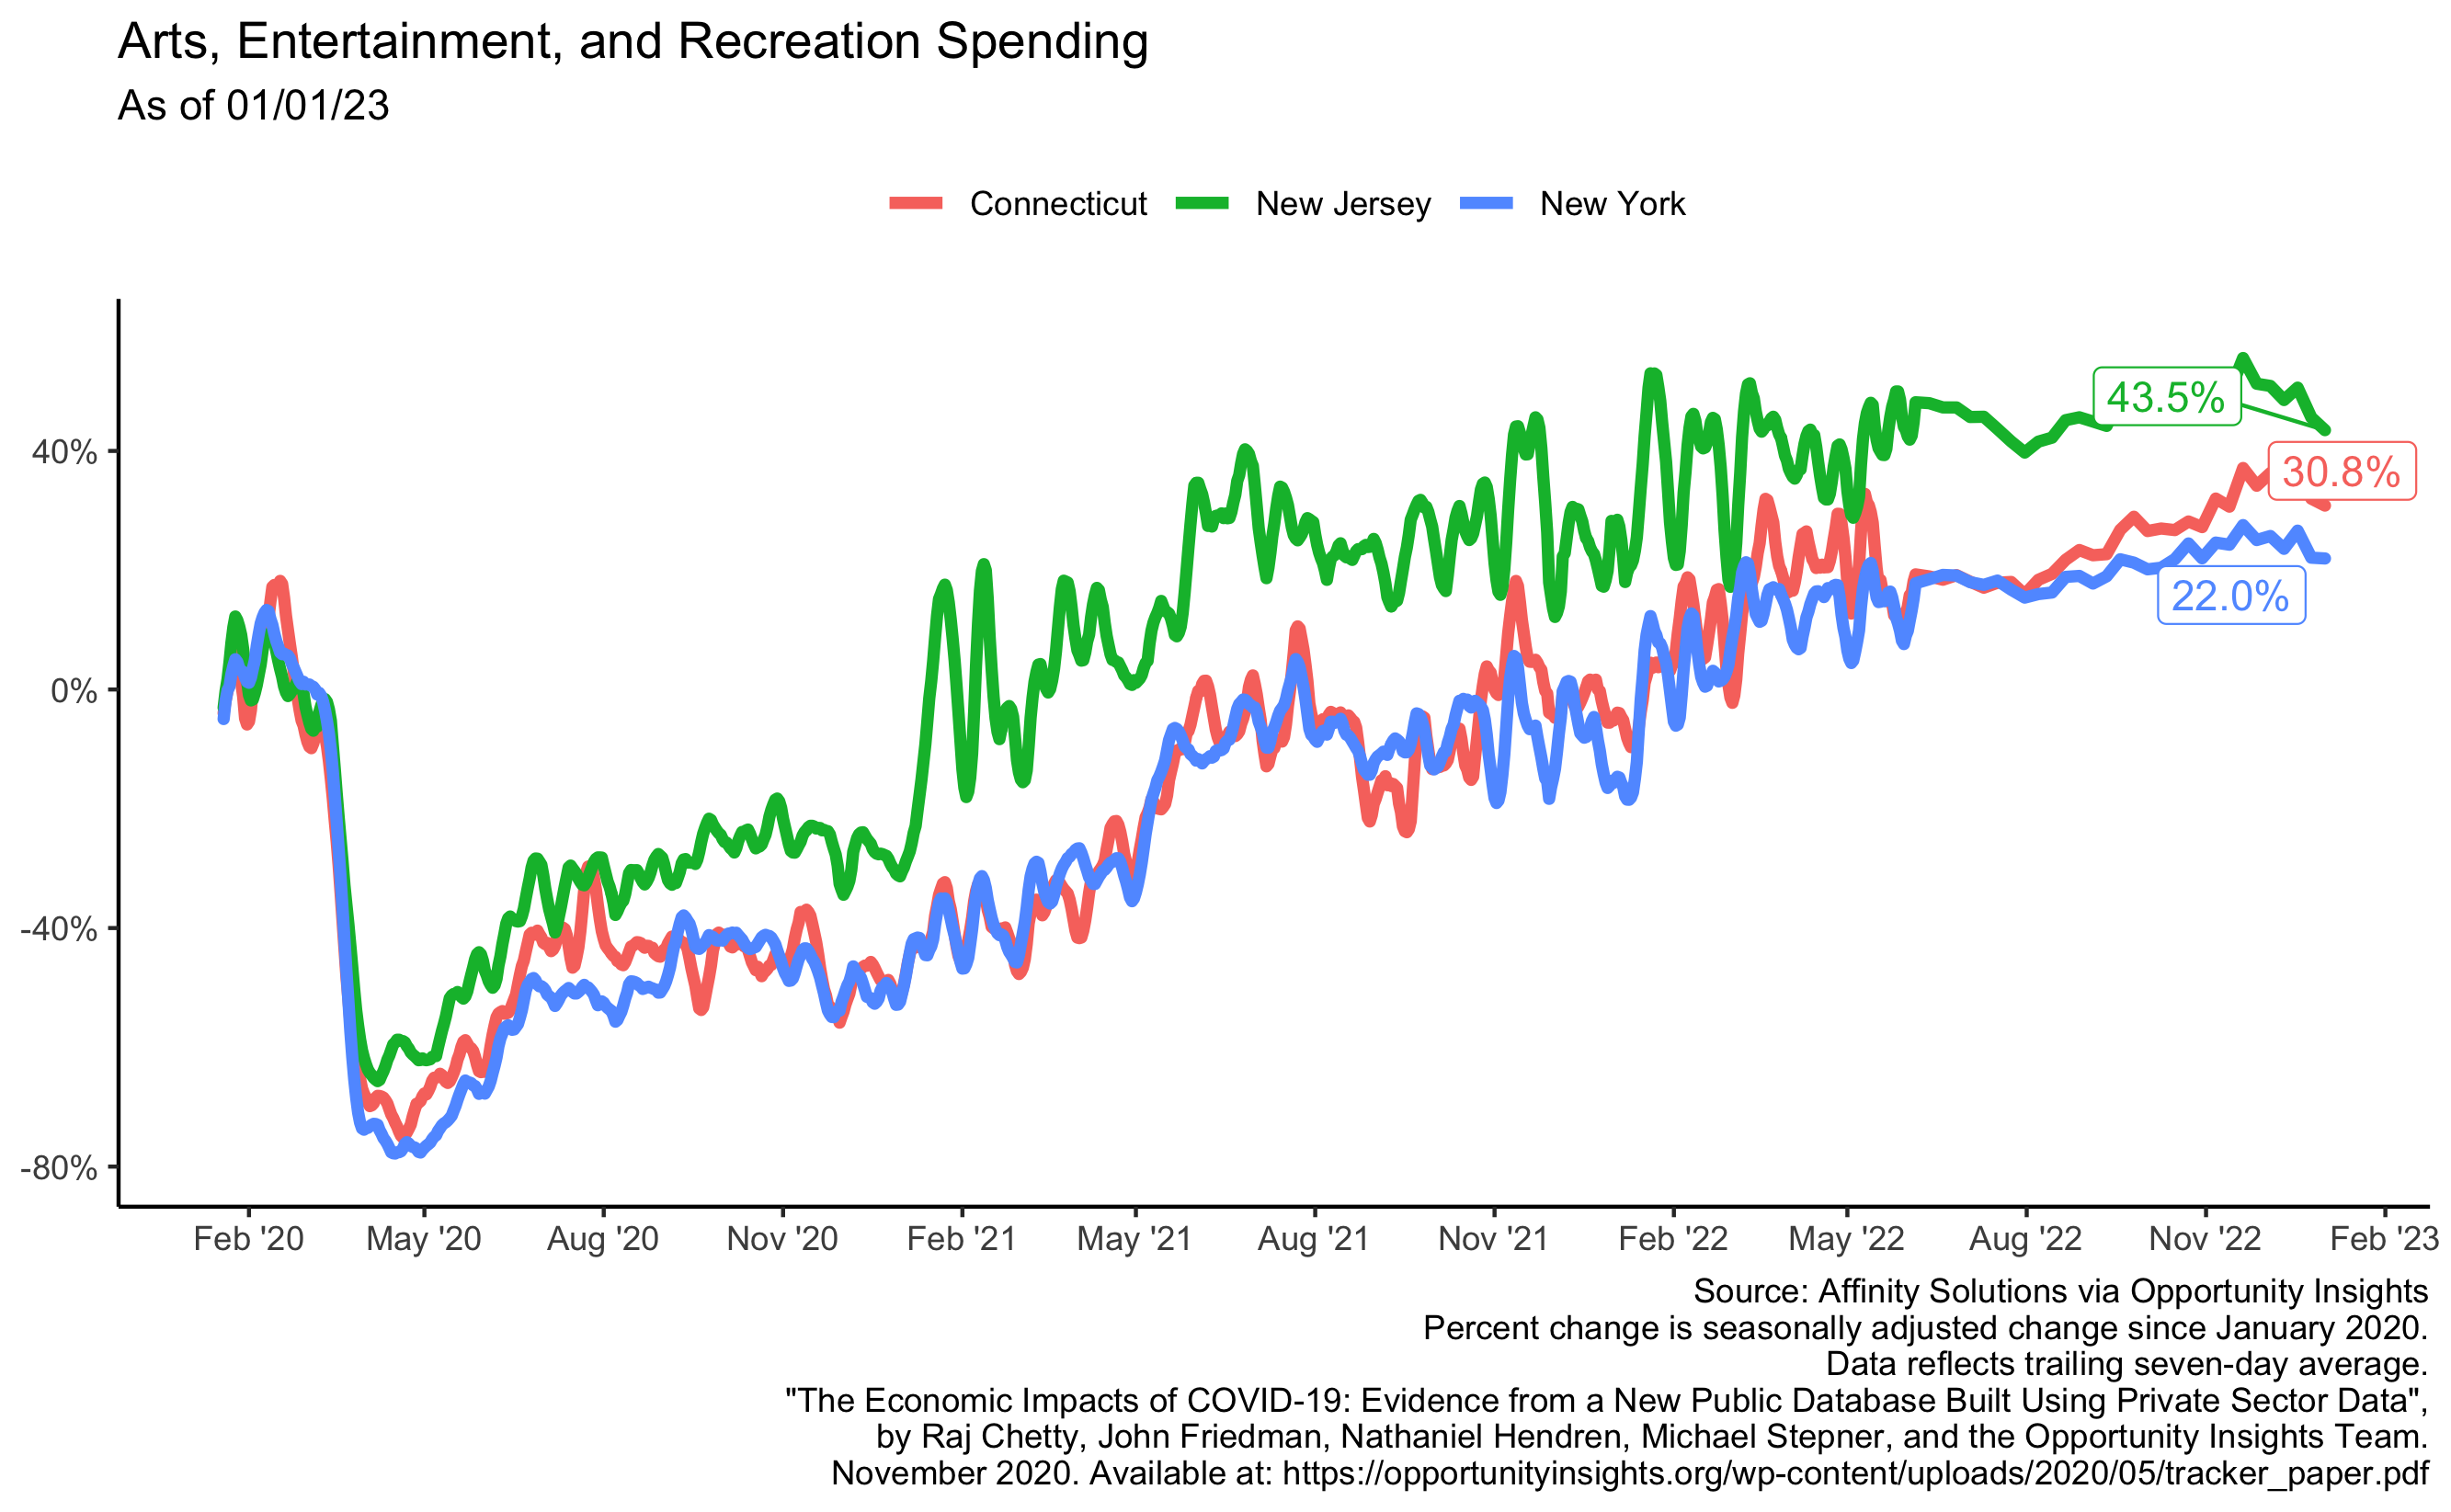 Arts, Entertainment, and Recreation Spending
As of 01/01/23
Connecticut New Jersey New York
43.5%
40%
30.8%
22.0%
0%
-40%
-80%
Feb '20 May '20 Aug '20 Nov '20 Feb '21 May '21 Aug '21 Nov '21 Feb '22 May '22 Aug '22 Nov '22 Feb '23
Source: Affinity Solutions via Opportunity Insights
Percent change is seasonally adjusted change since January 2020.
Data reflects trailing seven-day average.
"The Economic Impacts of COVID-19: Evidence from a New Public Database Built Using Private Sector Data",
by Raj Chetty, John Friedman, Nathaniel Hendren, Michael Stepner, and the Opportunity Insights Team.
November 2020. Available at: https://opportunityinsights.org/wp-content/uploads/2020/05/tracker_paper.pdf